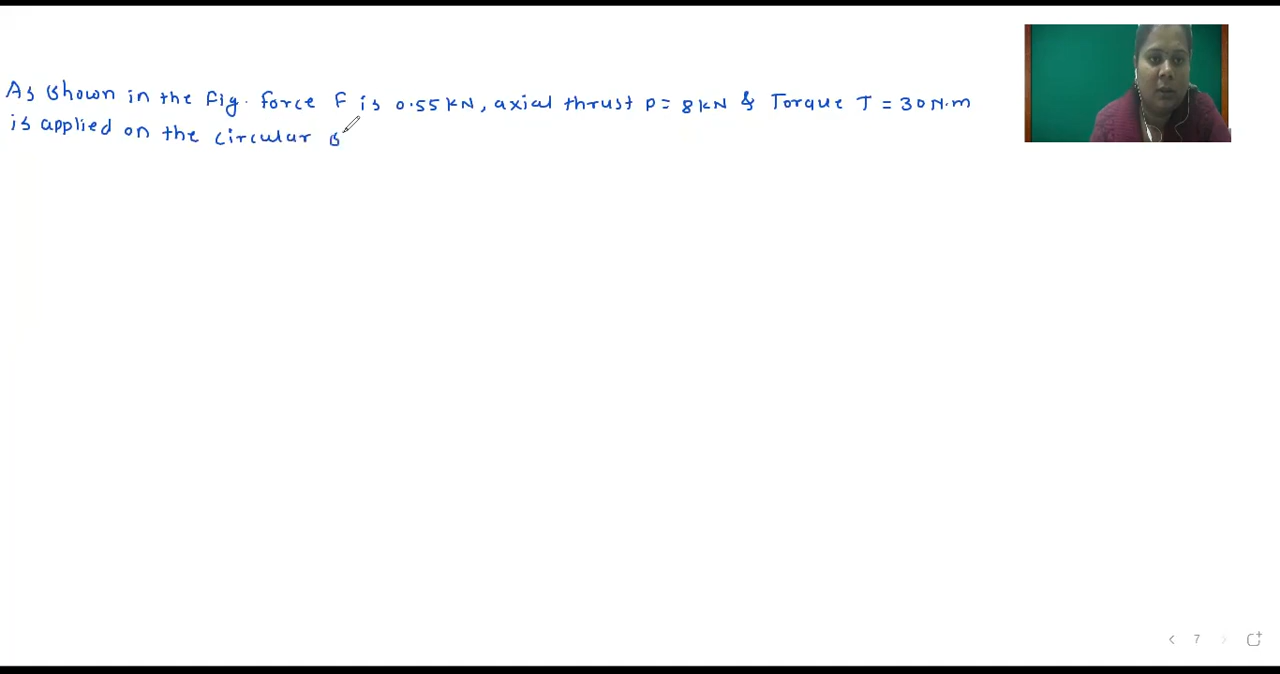 As shown in the fig. force F is 0.55 kN, axial thrust P = 8 kN & Torque T = 30 N.m
is applied on the circular
7